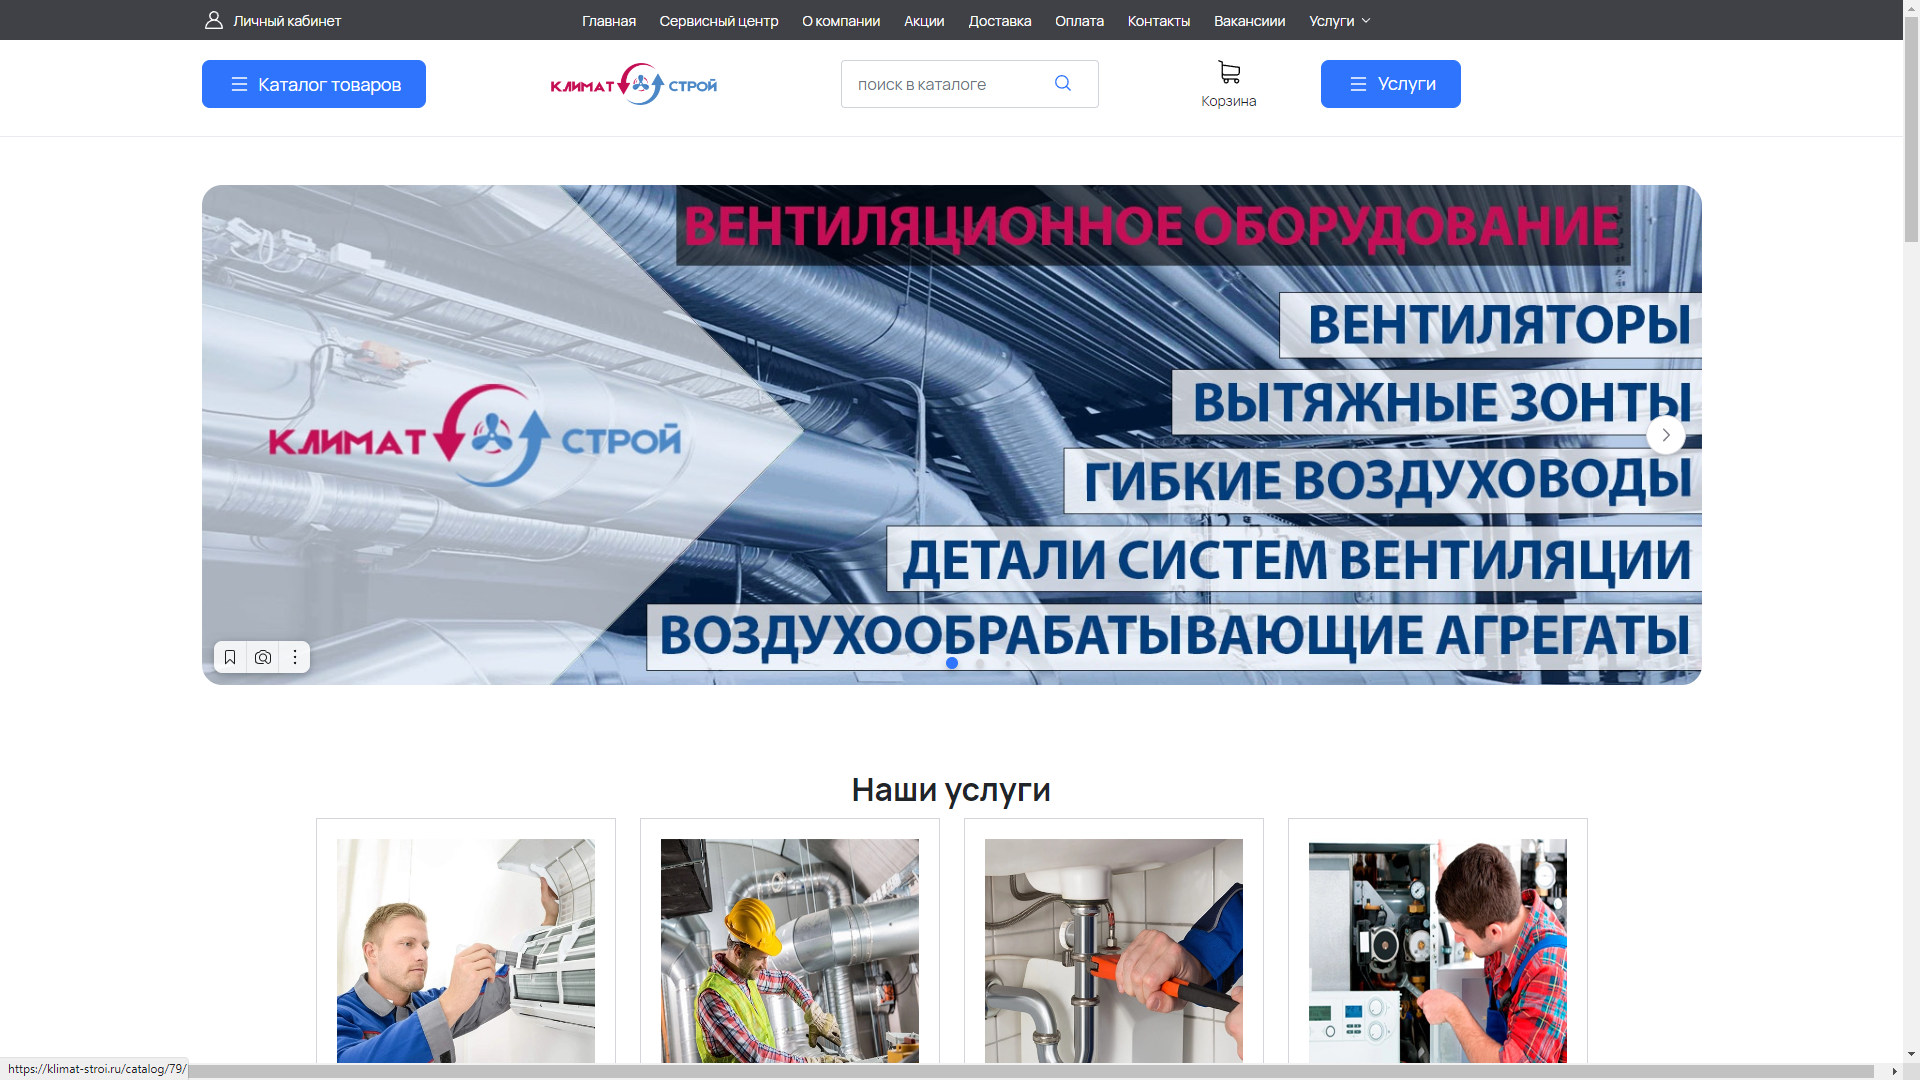 Личный кабинет
Главная
Сервисный центр
О компании
Акции
Доставка
Оплата
Контакты
Вакансиии
Услуги
Каталог товаров
КЛИМАТ СТРОЙ
поиск в каталоге
Корзина
Услуги
ВЕНТИЛЯЦИОННОЕ ОБОРУДОВАНИЕ
ВЕНТИЛЯТОРЫ
ВЫТЯЖНЫЕ ЗОНТЫ
КЛИМАТ СТРОЙ
ГИБКИЕ ВОЗДУХОВОДЫ
ДЕТАЛИ СИСТЕМ ВЕНТИЛЯЦИИ
ВОЗДУХООБРАБАТЫВАЮЩИЕ АГРЕГАТЫ
Наши услуги
https://klimat-stroi.ru/catalog/79/